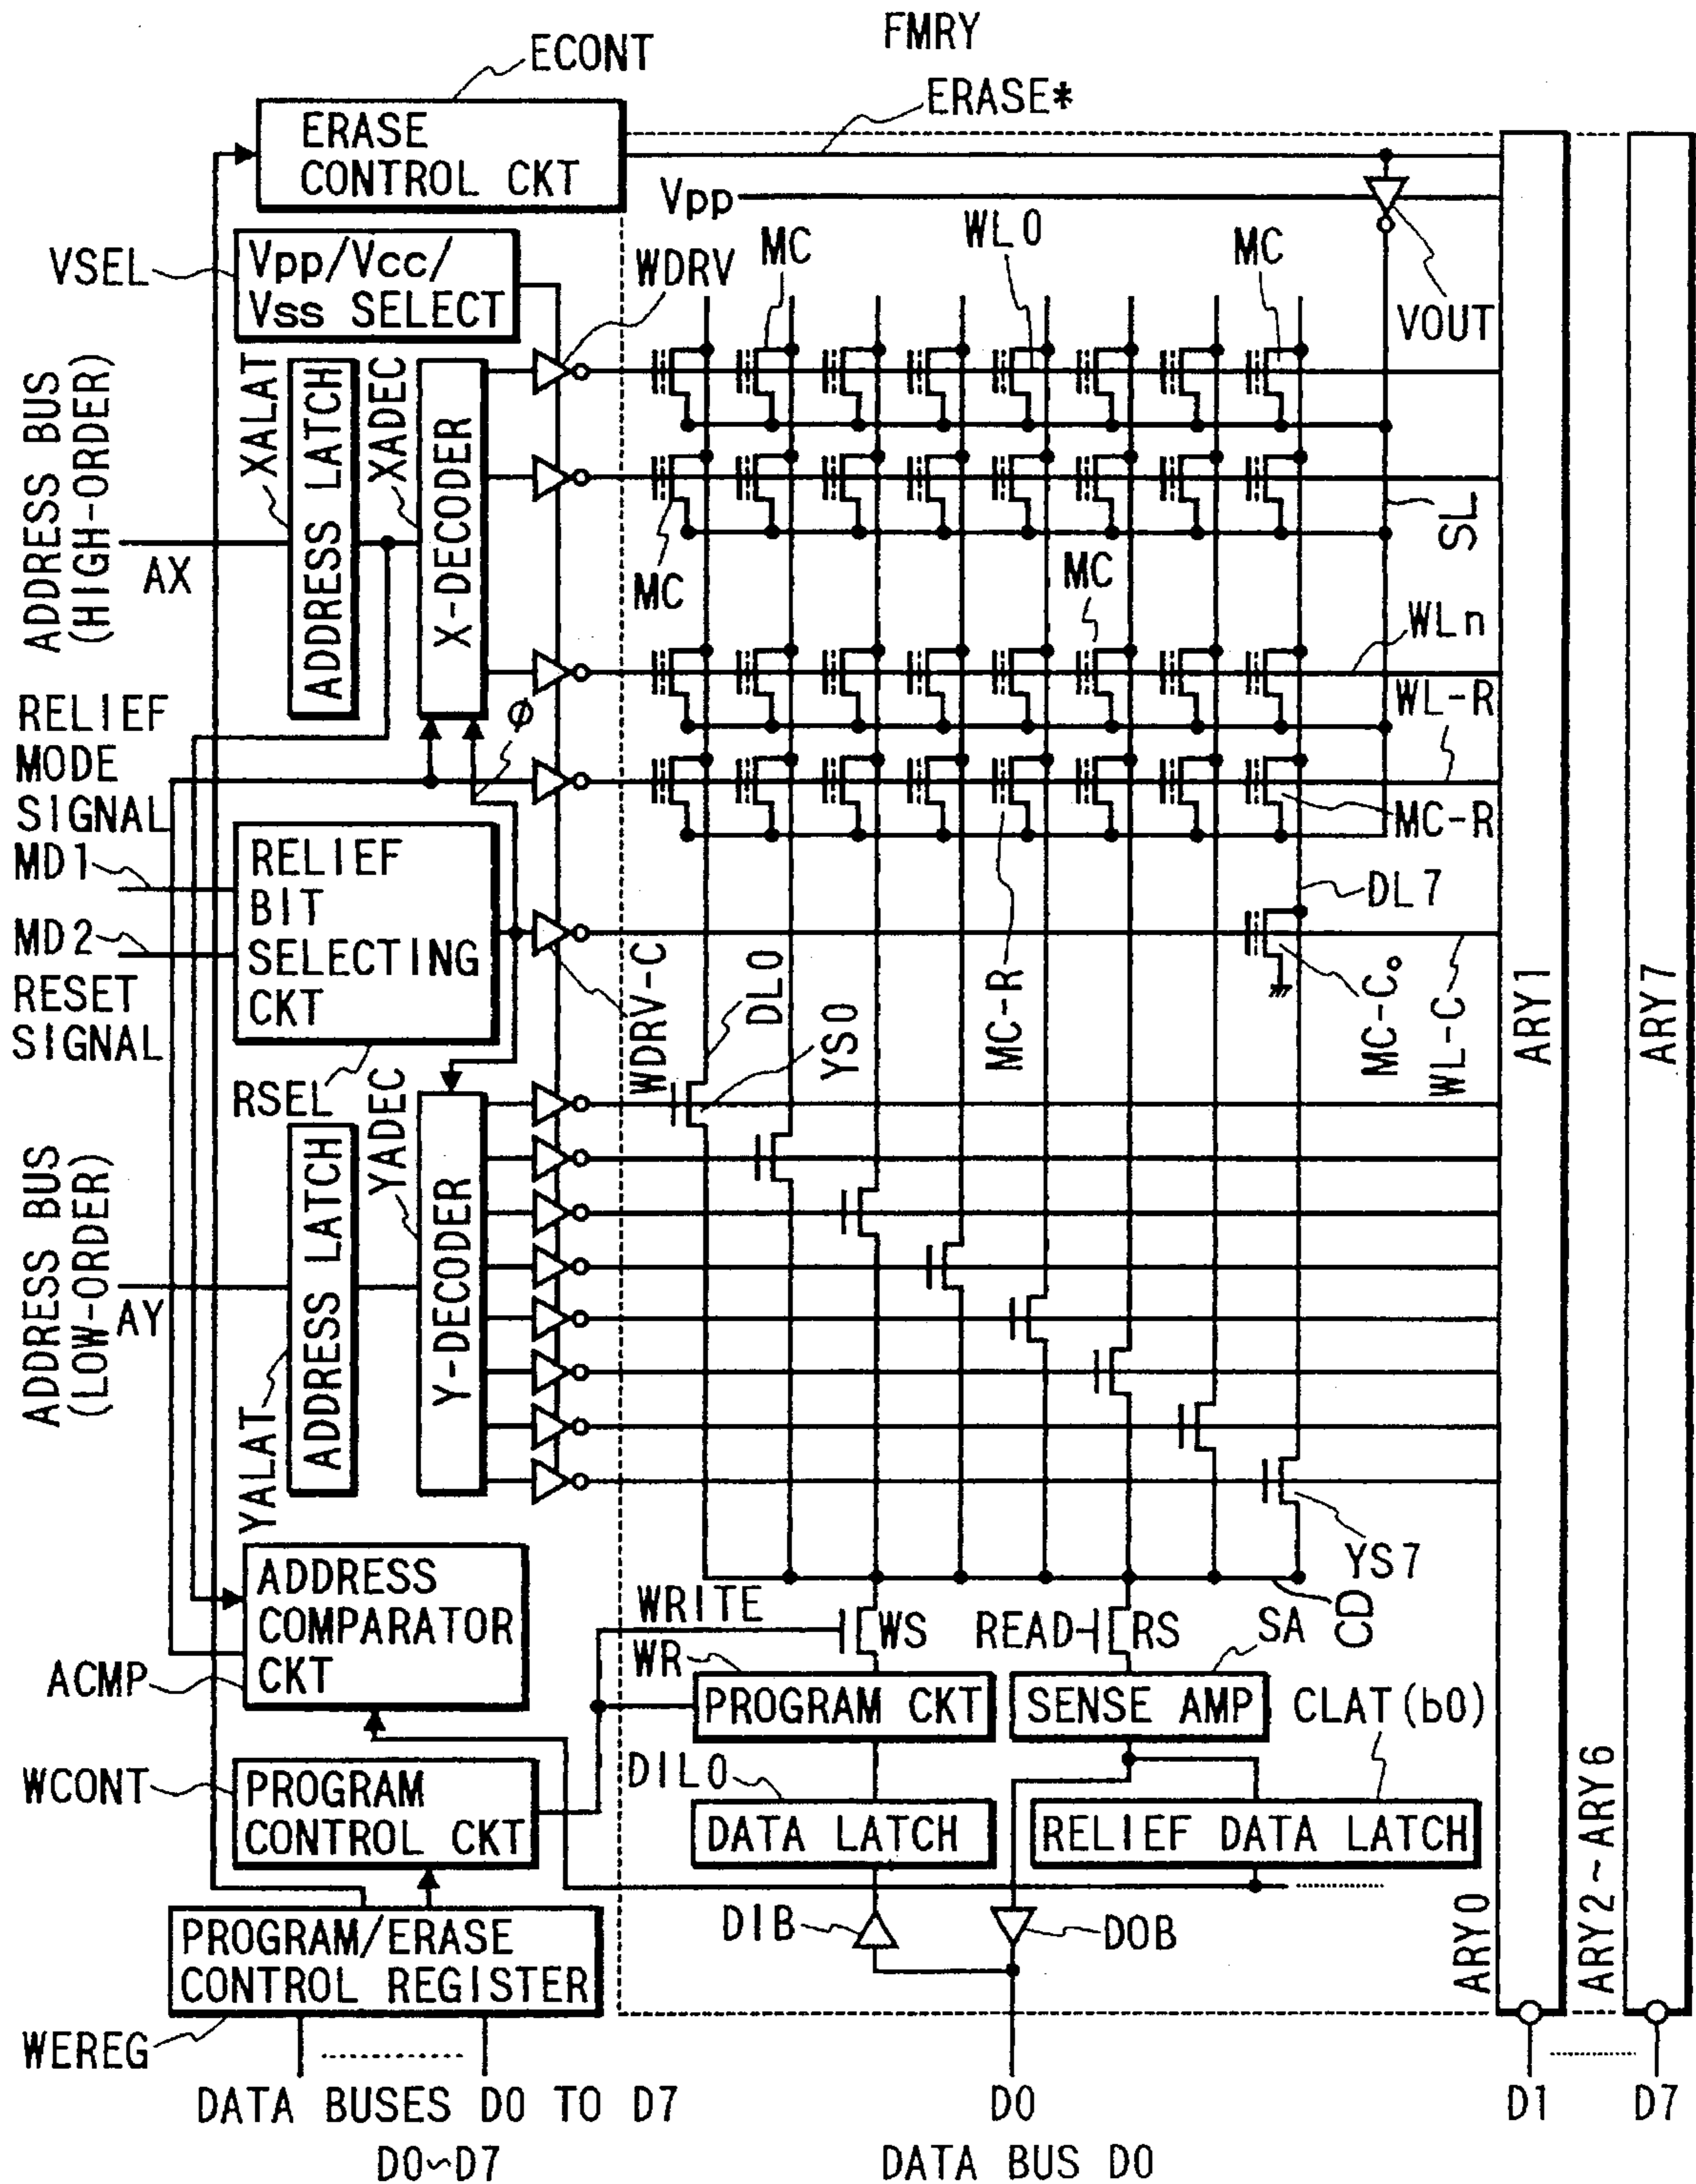 FMRY
ECONT
ERASE*
ERASE
CONTROL CKT
Vpp
WL0
MC
MC
WDRV
VSEL
Vpp/Vcc/
Vss SELECT
VOUT
XALAT
ADDRESS LATCH
XADEC
X-DECODER
ADDRESS BUS
(HIGH-ORDER)
AX
SL
MC
MC
WLn
WL-R
RELIEF
MODE
SIGNAL
φ
MC-R
MD1
RELIEF
BIT
SELECTING
CKT
MD2
RESET
SIGNAL
DL7
RSEL
WDRV-C
DL0
YS0
MC-R
MC-C₀
WL-C
ARY1
ARY7
YADEC
Y-DECODER
ADDRESS BUS
(LOW-ORDER)
AY
YALAT
ADDRESS LATCH
YS7
CD
ADDRESS
COMPARATOR
CKT
ACMP
WRITE
WS
READ
RS
SA
WR
PROGRAM CKT
SENSE AMP
CLAT(b0)
WCONT
PROGRAM
CONTROL CKT
DIL0
DATA LATCH
RELIEF DATA LATCH
DIB
DOB
ARY0
ARY2~ARY6
PROGRAM/ERASE
CONTROL REGISTER
WEREG
DATA BUSES D0 TO D7
D0~D7
D0
DATA BUS D0
D1
D7